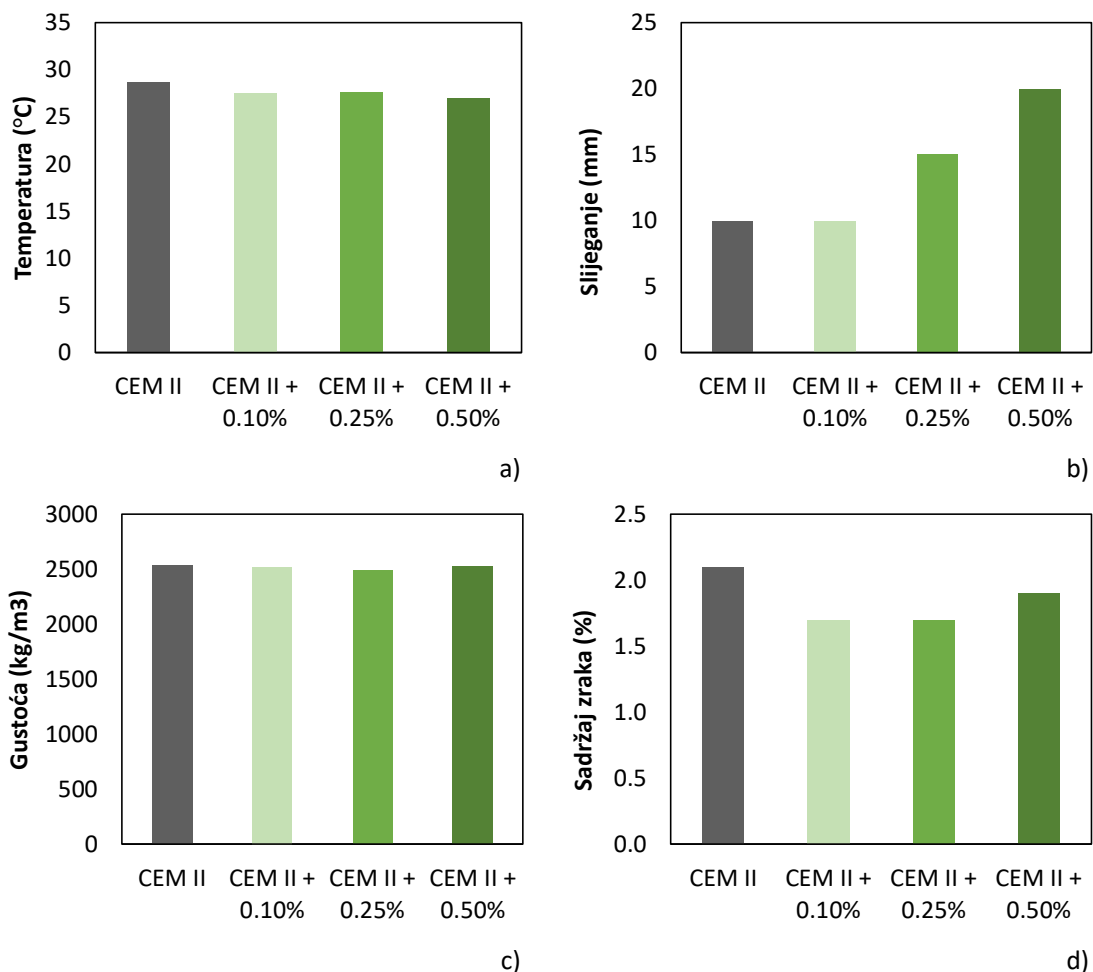 Temperatura (°C)
35
30
25
20
15
10
5
0
CEM II
CEM II +
0.10%
CEM II +
0.25%
CEM II +
0.50%
a)
Slijeganje (mm)
25
20
15
10
5
0
CEM II
CEM II +
0.10%
CEM II +
0.25%
CEM II +
0.50%
b)
Gustoća (kg/m3)
3000
2500
2000
1500
1000
500
0
CEM II
CEM II +
0.10%
CEM II +
0.25%
CEM II +
0.50%
c)
Sadržaj zraka (%)
2.5
2.0
1.5
1.0
0.5
0.0
CEM II
CEM II +
0.10%
CEM II +
0.25%
CEM II +
0.50%
d)